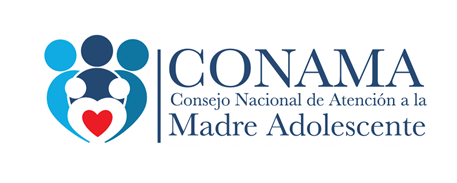 CONAMA
Consejo Nacional de Atención a la
Madre Adolescente